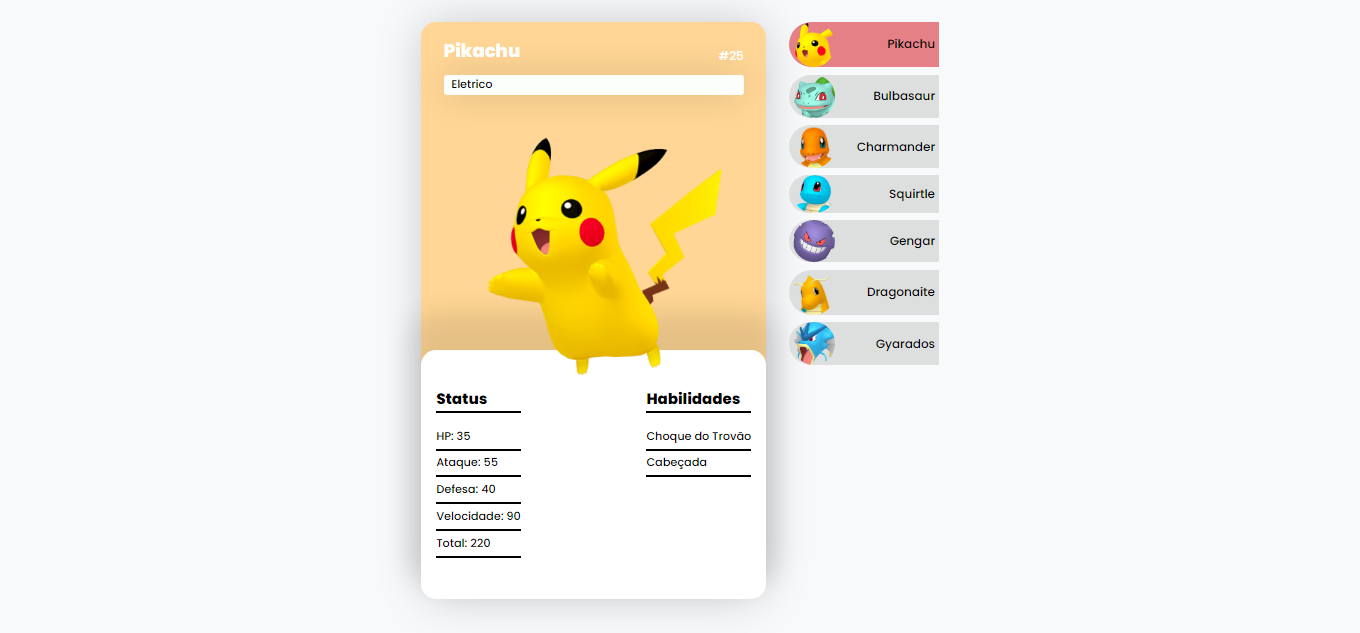 Pikachu
#25
Eletrico
Status
HP: 35
Ataque: 55
Defesa: 40
Velocidade: 90
Total: 220
Habilidades
Choque do Trovão
Cabeçada
Pikachu
Bulbasaur
Charmander
Squirtle
Gengar
Dragonaite
Gyarados